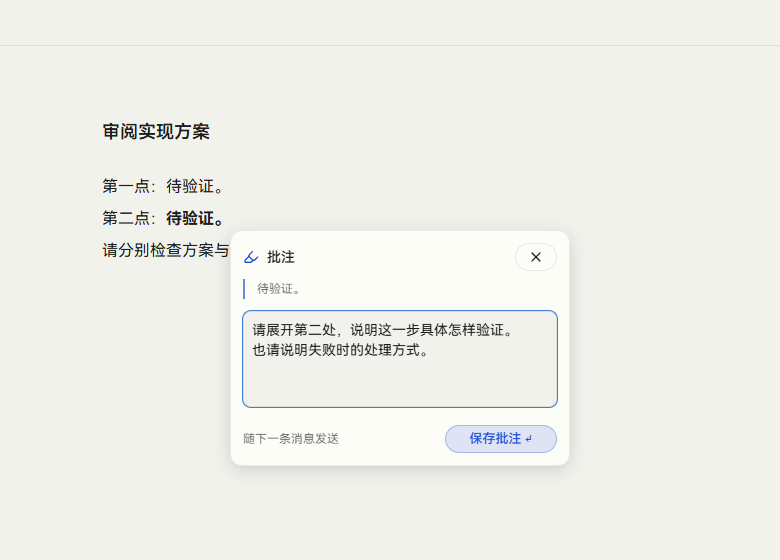 审阅实现方案
第一点：待验证。
第二点：待验证。
请分别检查方案与
批注
待验证。
请展开第二处，说明这一步具体怎样验证。
也请说明失败时的处理方式。
随下一条消息发送
保存批注 ↲